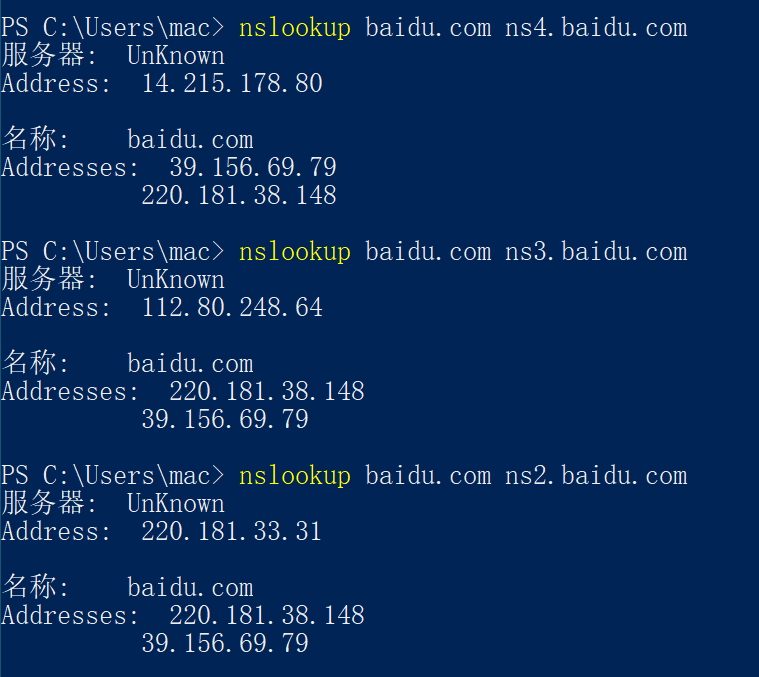 PS C:\Users\mac> nslookup baidu.com ns4.baidu.com
服务器:  UnKnown
Address:  14.215.178.80

名称:    baidu.com
Addresses:  39.156.69.79
          220.181.38.148

PS C:\Users\mac> nslookup baidu.com ns3.baidu.com
服务器:  UnKnown
Address:  112.80.248.64

名称:    baidu.com
Addresses:  220.181.38.148
          39.156.69.79

PS C:\Users\mac> nslookup baidu.com ns2.baidu.com
服务器:  UnKnown
Address:  220.181.33.31

名称:    baidu.com
Addresses:  220.181.38.148
          39.156.69.79